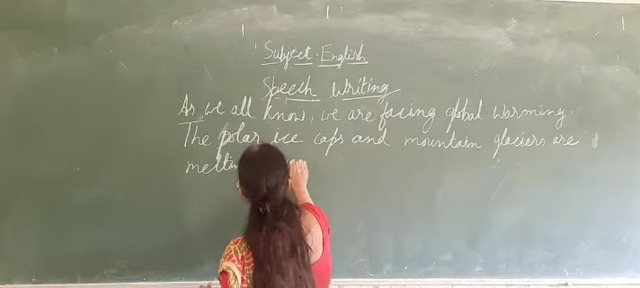 Subject-English
Speech Writing
As we all know, we are facing global warming.
The polar ice caps and mountain glaciers are